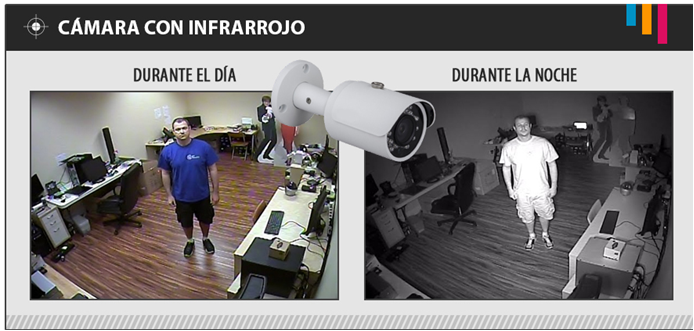 CÁMARA CON INFRARROJO
DURANTE EL DÍA
DURANTE LA NOCHE